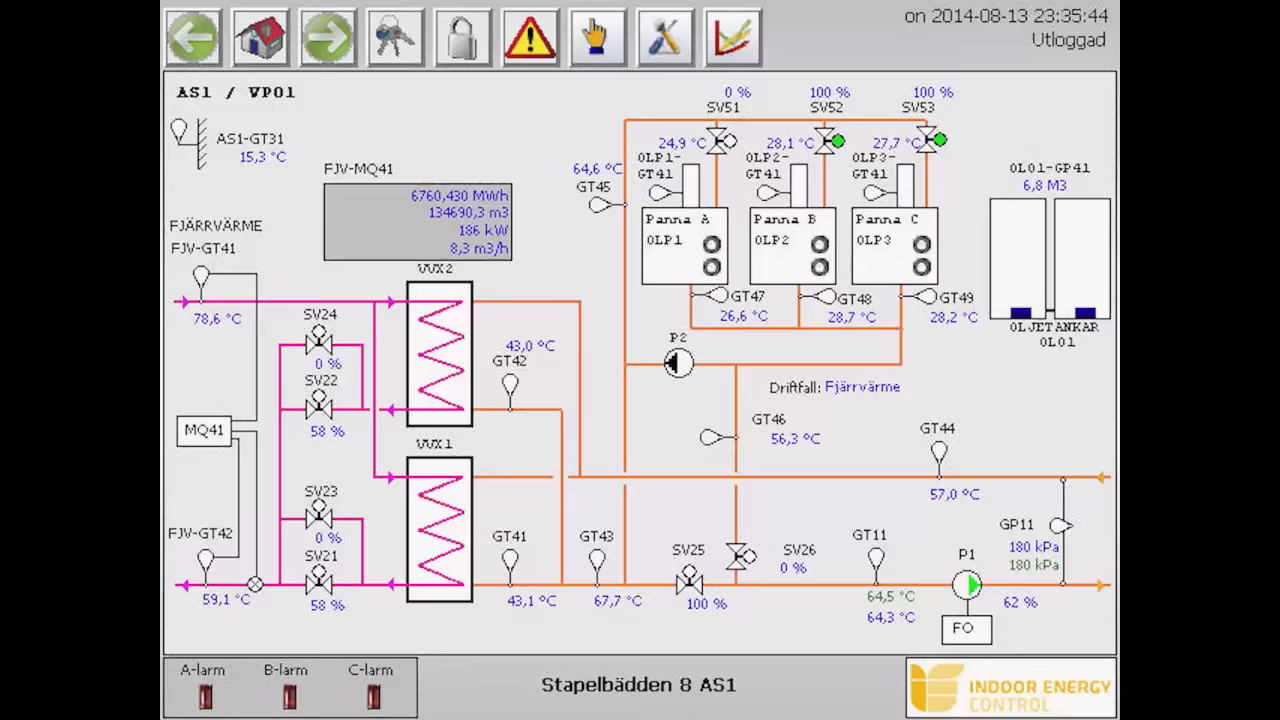 on 2014-08-13 23:35:44
Utloggad
AS1 / VP01
AS1-GT31
15,3 °C
FJV-MQ41
6760,430 MWh
134690,3 m3
186 kW
8,3 m3/h
FJÄRRVÄRME
FJV-GT41
78,6 °C
VVX2
SV24
0 %
SV22
58 %
43,0 °C
GT42
MQ41
VVX1
SV23
0 %
SV21
58 %
FJV-GT42
59,1 °C
GT41
43,1 °C
GT43
67,7 °C
64,6 °C
GT45
0 %
SV51
100 %
SV52
100 %
SV53
24,9 °C
28,1 °C
27,7 °C
OLP1-
GT41
OLP2-
GT41
OLP3-
GT41
Panna A
OLP1
Panna B
OLP2
Panna C
OLP3
GT47
26,6 °C
GT48
28,7 °C
GT49
28,2 °C
OLO1-GP41
6,8 M3
OLJETANKAR
OLO1
P2
Driftfall: Fjärrvärme
GT46
56,3 °C
GT44
57,0 °C
SV25
100 %
SV26
0 %
GT11
64,5 °C
64,3 °C
P1
62 %
FO
GP11
180 kPa
180 kPa
A-larm
B-larm
C-larm
Stapelbädden 8 AS1
INDOOR ENERGY
CONTROL